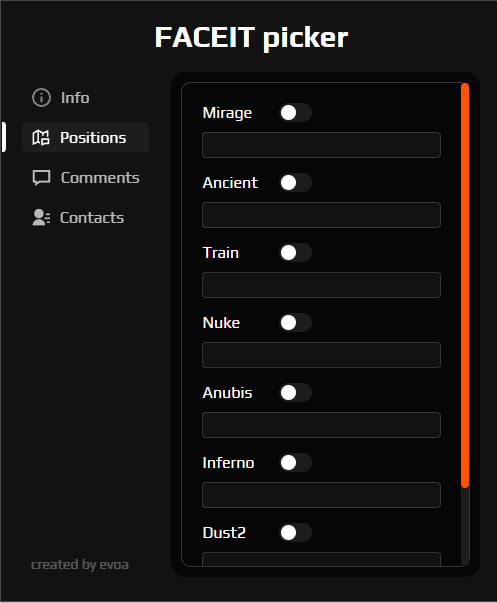 FACEIT picker
Info
Positions
Comments
Contacts
Mirage
Ancient
Train
Nuke
Anubis
Inferno
Dust2
created by evoa